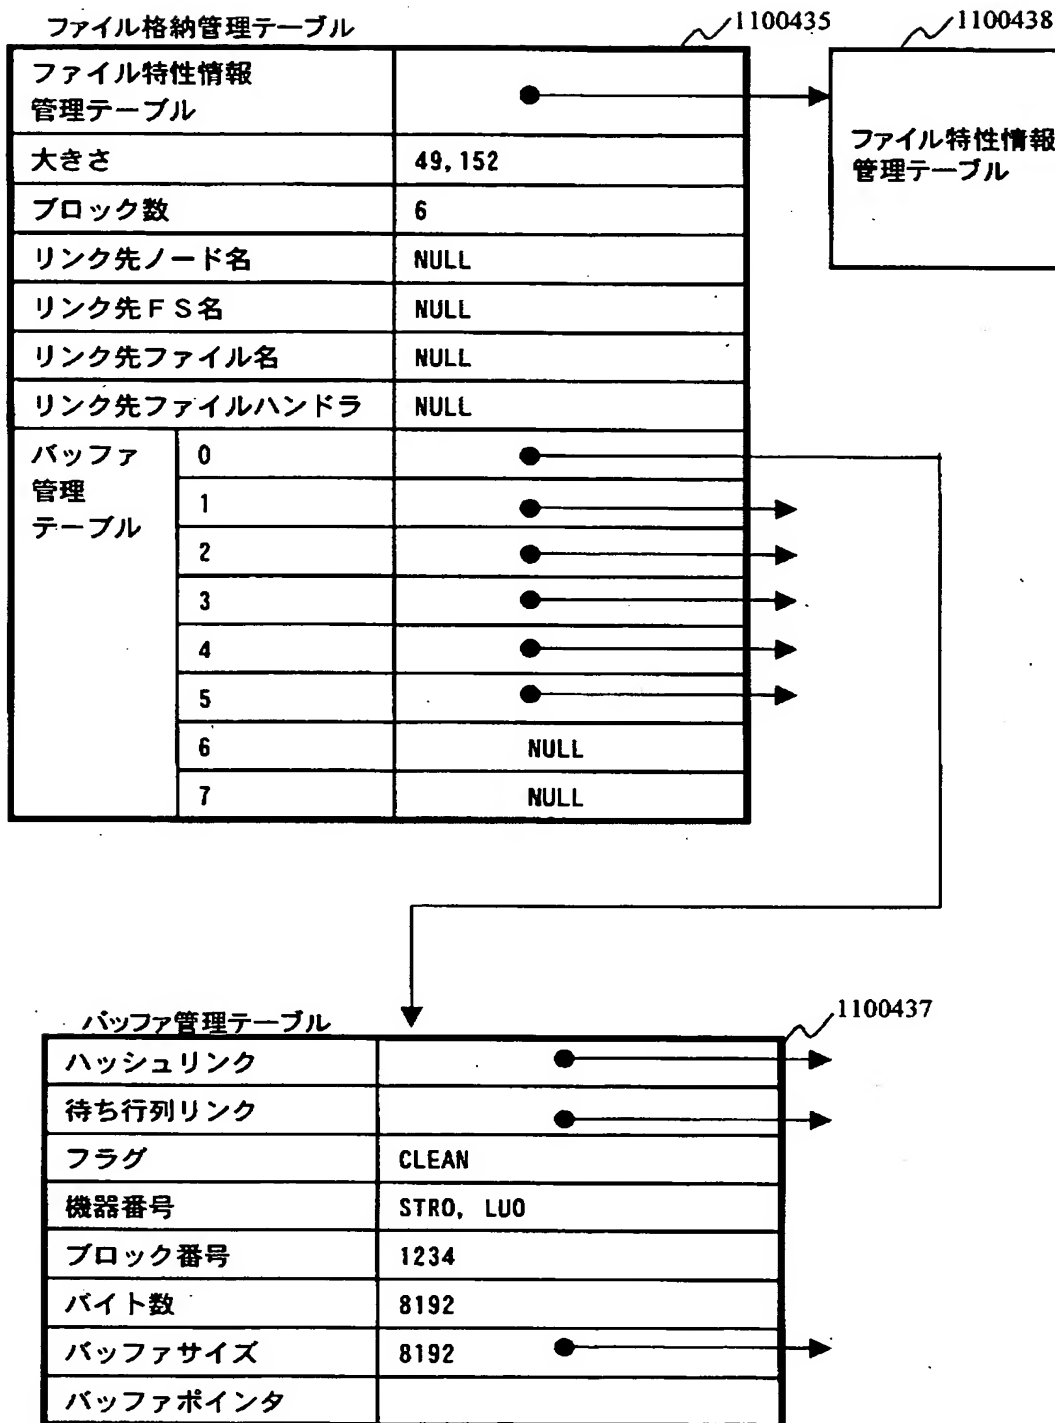 ファイル格納管理テーブル
1100435
1100438
ファイル特性情報
管理テーブル
ファイル特性情報
管理テーブル
大きさ 49,152
ブロック数 6
リンク先ノード名 NULL
リンク先FS名 NULL
リンク先ファイル名 NULL
リンク先ファイルハンドラ NULL
バッファ
管理
テーブル
0
1
2
3
4
5
6 NULL
7 NULL
バッファ管理テーブル
1100437
ハッシュリンク
待ち行列リンク
フラグ CLEAN
機器番号 STR0, LU0
ブロック番号 1234
バイト数 8192
バッファサイズ 8192
バッファポインタ